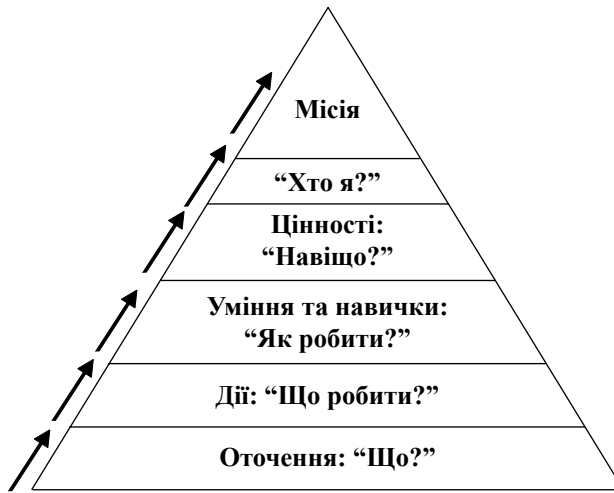 Місія
“Хто я?”
Цінності:
“Навіщо?”
Уміння та навички:
“Як робити?”
Дії: “Що робити?”
Оточення: “Що?”